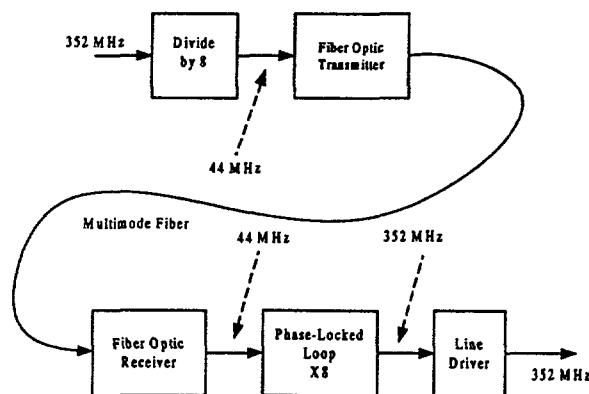 352 MHz
Divide
by 8
Fiber Optic
Transmitter
44 MHz
Multimode Fiber
44 MHz
352 MHz
Fiber Optic
Receiver
Phase-Locked
Loop
X8
Line
Driver
352 MHz